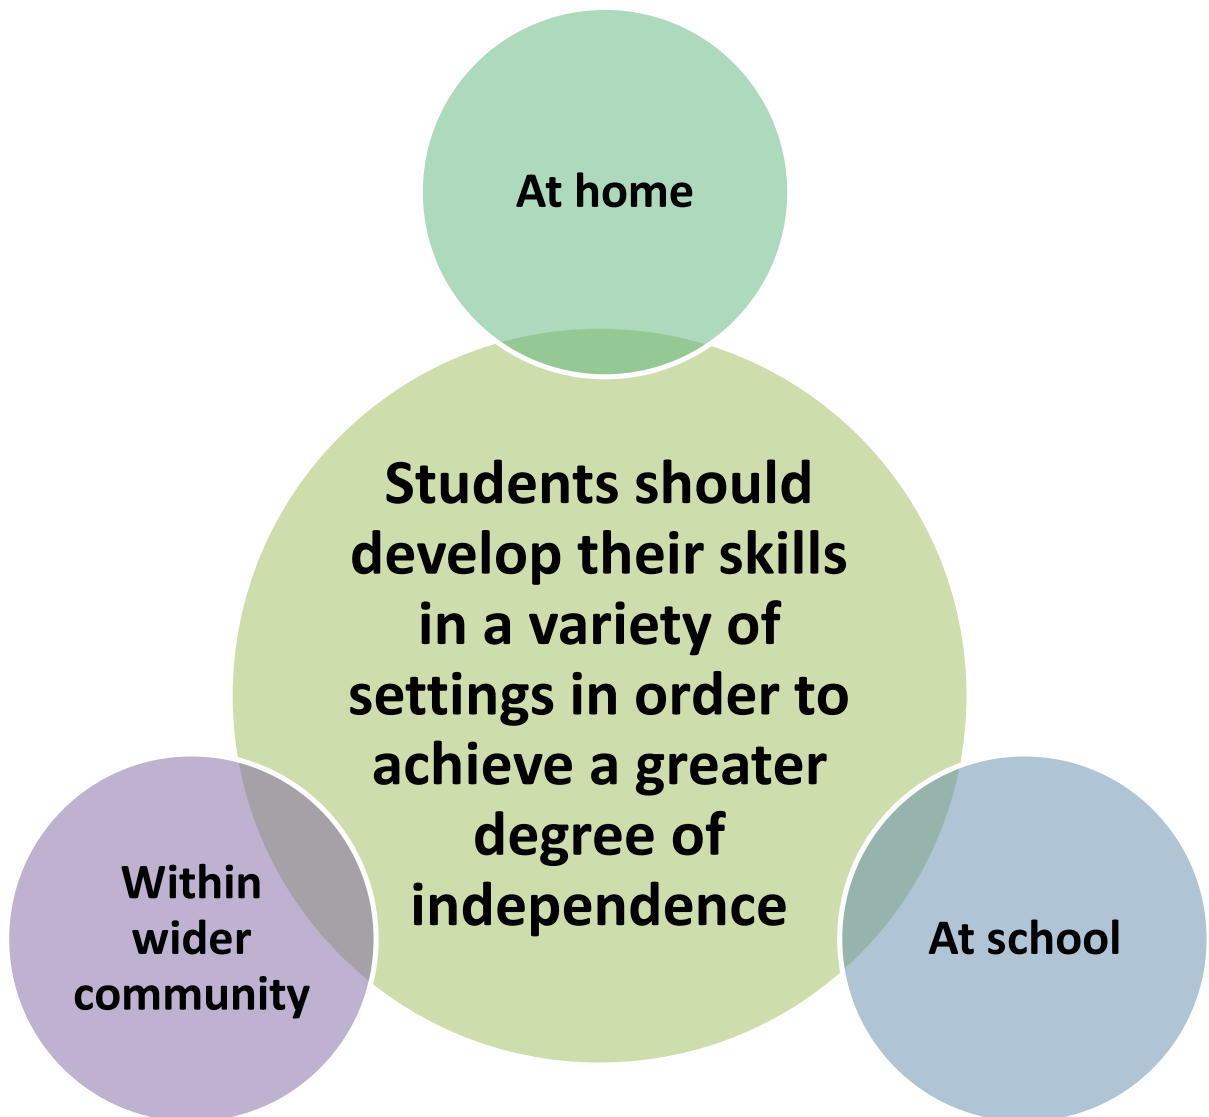 At home
Students should
develop their skills
in a variety of
settings in order to
achieve a greater
degree of
independence
Within
wider
community
At school